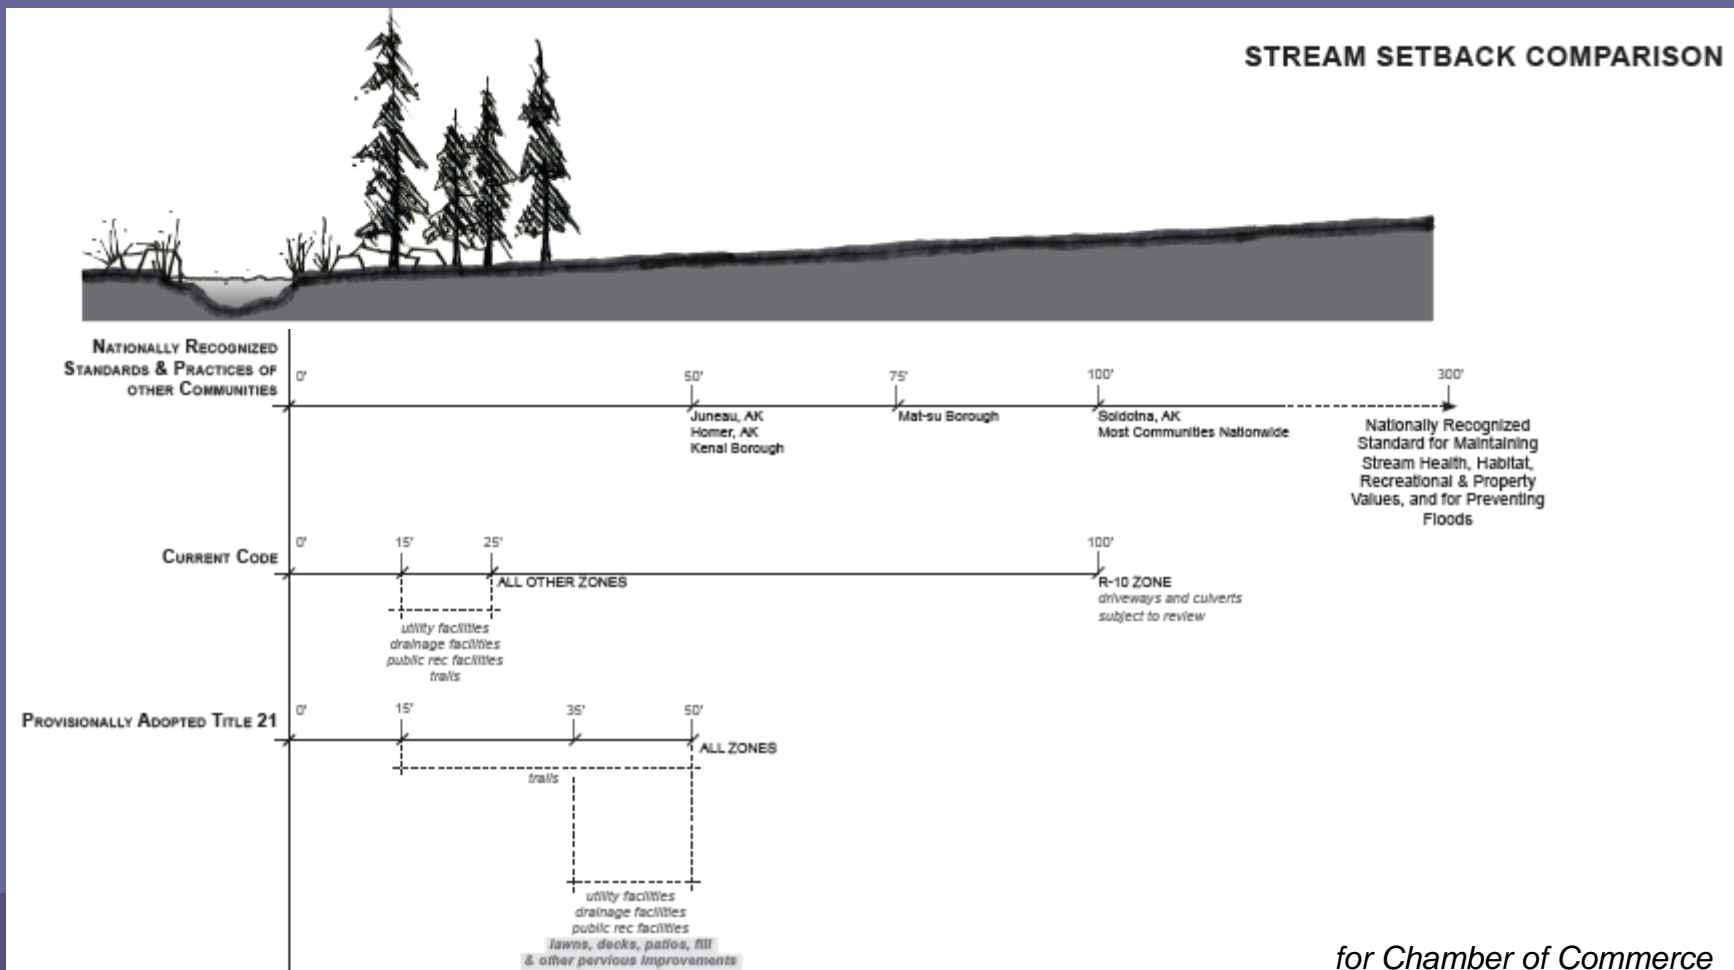 STREAM SETBACK COMPARISON
NATIONALLY RECOGNIZED
STANDARDS & PRACTICES OF
OTHER COMMUNITIES
0'
50'
75'
100'
300'
Juneau, AK
Homer, AK
Kenai Borough
Mat-su Borough
Soldotna, AK
Most Communities Nationwide
Nationally Recognized
Standard for Maintaining
Stream Health, Habitat,
Recreational & Property
Values, and for Preventing
Floods
CURRENT CODE
0'
15'
25'
100'
ALL OTHER ZONES
R-10 ZONE
driveways and culverts
subject to review
utility facilities
drainage facilities
public rec facilities
trails
PROVISIONALLY ADOPTED TITLE 21
0'
15'
35'
50'
ALL ZONES
trails
utility facilities
drainage facilities
public rec facilities
lawns, decks, patios, fill
& other pervious improvements
for Chamber of Commerce